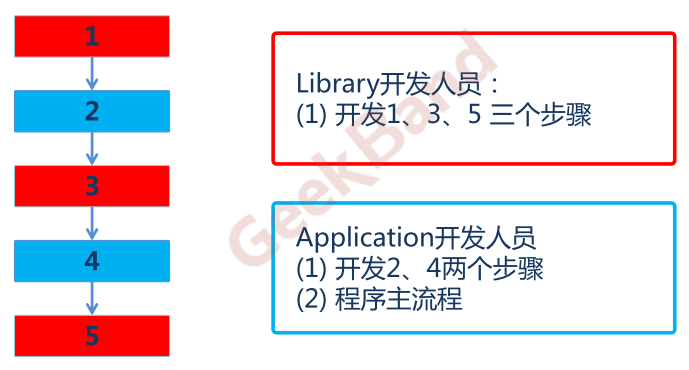 1
2
3
4
5
Library开发人员：
(1) 开发1、3、5 三个步骤
Application开发人员
(1) 开发2、4两个步骤
(2) 程序主流程
GeekBand